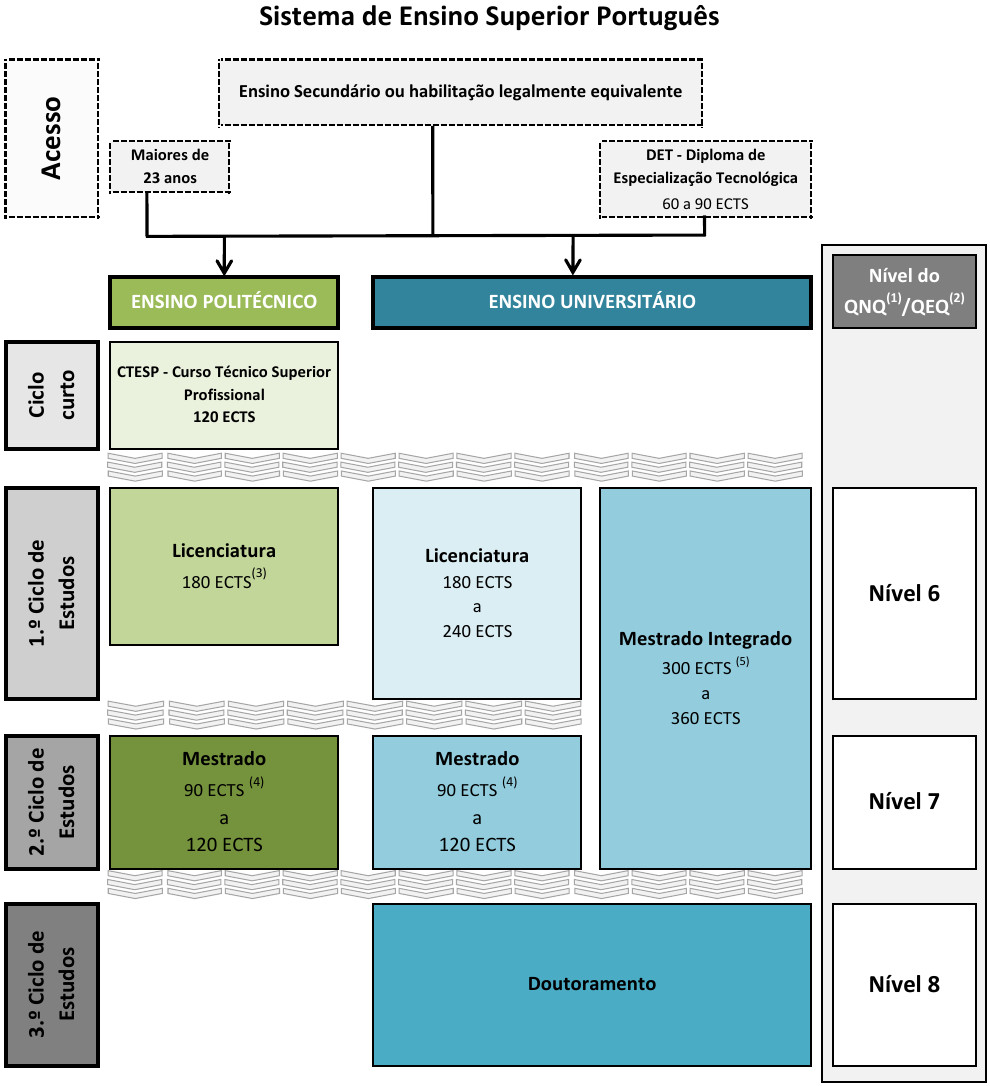 Sistema de Ensino Superior Português
Acesso
Ensino Secundário ou habilitação legalmente equivalente
Maiores de
23 anos
DET - Diploma de
Especialização Tecnológica
60 a 90 ECTS
ENSINO POLITÉCNICO
ENSINO UNIVERSITÁRIO
Nível do
QNQ(1)/QEQ(2)
Ciclo
curto
CTESP - Curso Técnico Superior
Profissional
120 ECTS
1.º Ciclo de
Estudos
Licenciatura
180 ECTS(3)
Licenciatura
180 ECTS
a
240 ECTS
Mestrado Integrado
300 ECTS (5)
a
360 ECTS
Nível 6
2.º Ciclo de
Estudos
Mestrado
90 ECTS (4)
a
120 ECTS
Mestrado
90 ECTS (4)
a
120 ECTS
Nível 7
3.º Ciclo de
Estudos
Doutoramento
Nível 8